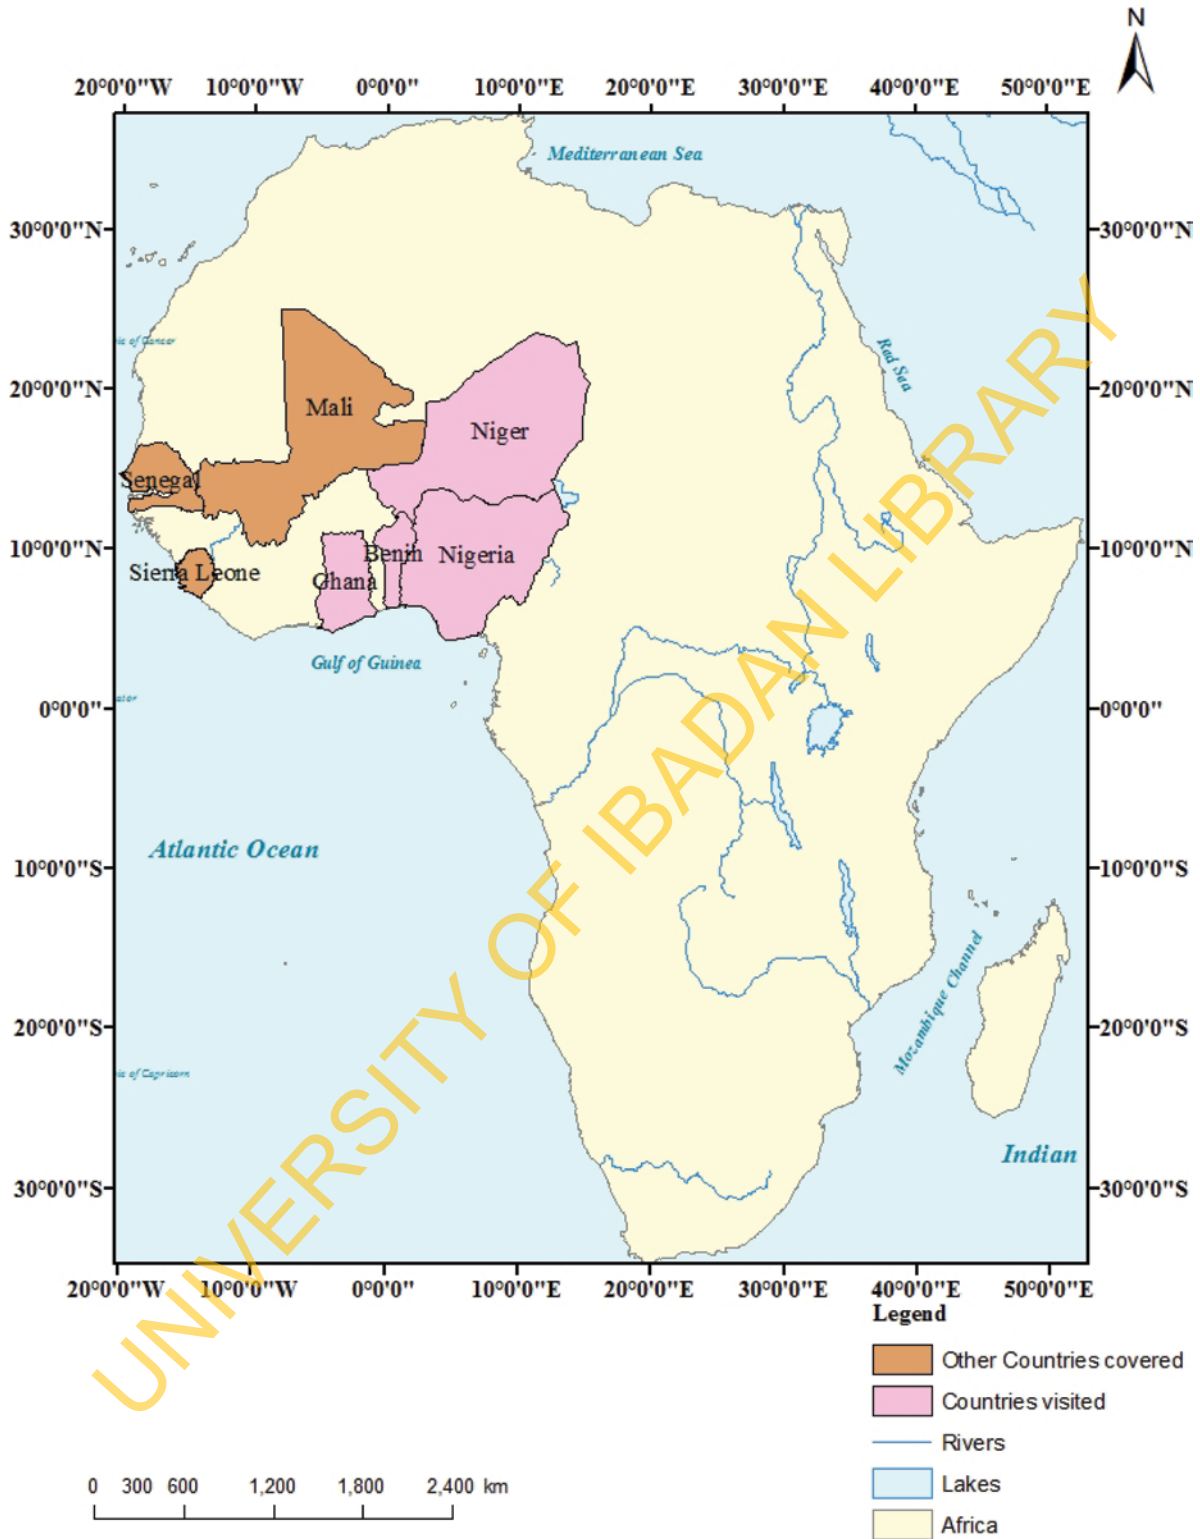 N
20°0'0"W 10°0'0"W 0°0'0" 10°0'0"E 20°0'0"E 30°0'0"E 40°0'0"E 50°0'0"E
Mediterranean Sea
30°0'0"N 30°0'0"N
Red Sea
20°0'0"N 20°0'0"N
Mali
Niger
Senegal
10°0'0"N 10°0'0"N
Benin
Nigeria
Sierra Leone
Ghana
Gulf of Guinea
0°0'0" 0°0'0"
Atlantic Ocean
10°0'0"S 10°0'0"S
Mozambique Channel
20°0'0"S 20°0'0"S
ic of Capricorn
Indian
30°0'0"S 30°0'0"S
20°0'0"W 10°0'0"W 0°0'0" 10°0'0"E 20°0'0"E 30°0'0"E 40°0'0"E 50°0'0"E
UNIVERSITY OF IBADAN LIBRARY
Legend
Other Countries covered
Countries visited
Rivers
Lakes
Africa
0 300 600 1,200 1,800 2,400 km